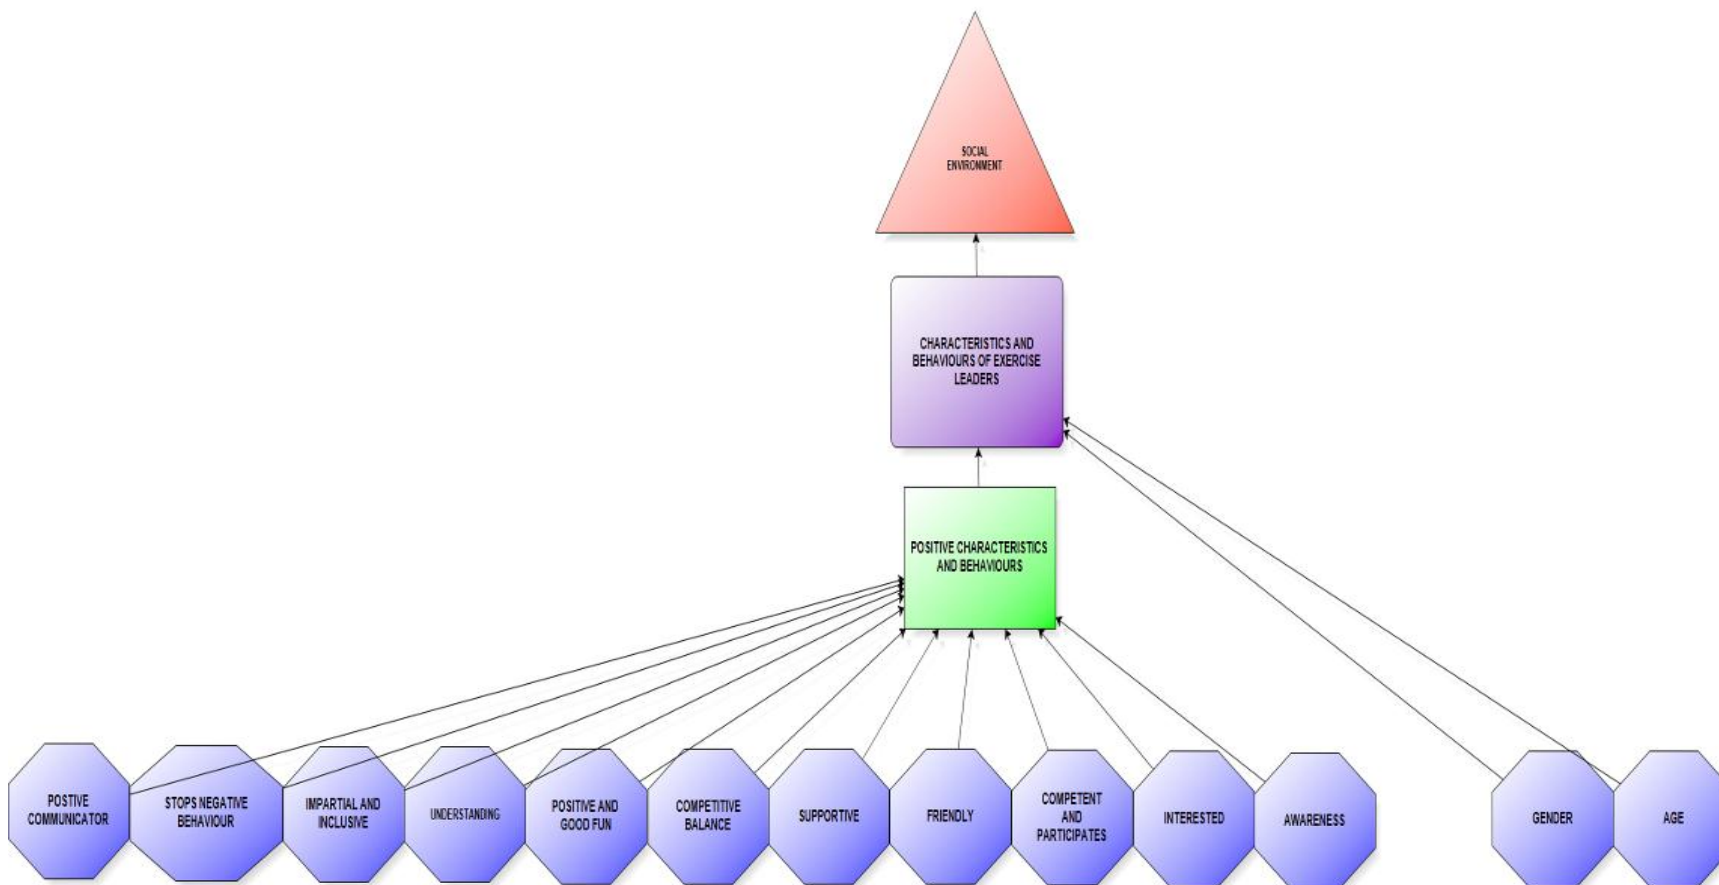 SOCIAL
ENVIRONMENT
CHARACTERISTICS AND
BEHAVIOURS OF EXERCISE
LEADERS
POSITIVE CHARACTERISTICS
AND BEHAVIOURS
POSTIVE
COMMUNICATOR
STOPS NEGATIVE
BEHAVIOUR
IMPARTIAL AND
INCLUSIVE
UNDERSTANDING
POSITIVE AND
GOOD FUN
COMPETITIVE
BALANCE
SUPPORTIVE
FRIENDLY
COMPETENT
AND
PARTICIPATES
INTERESTED
AWARENESS
GENDER
AGE